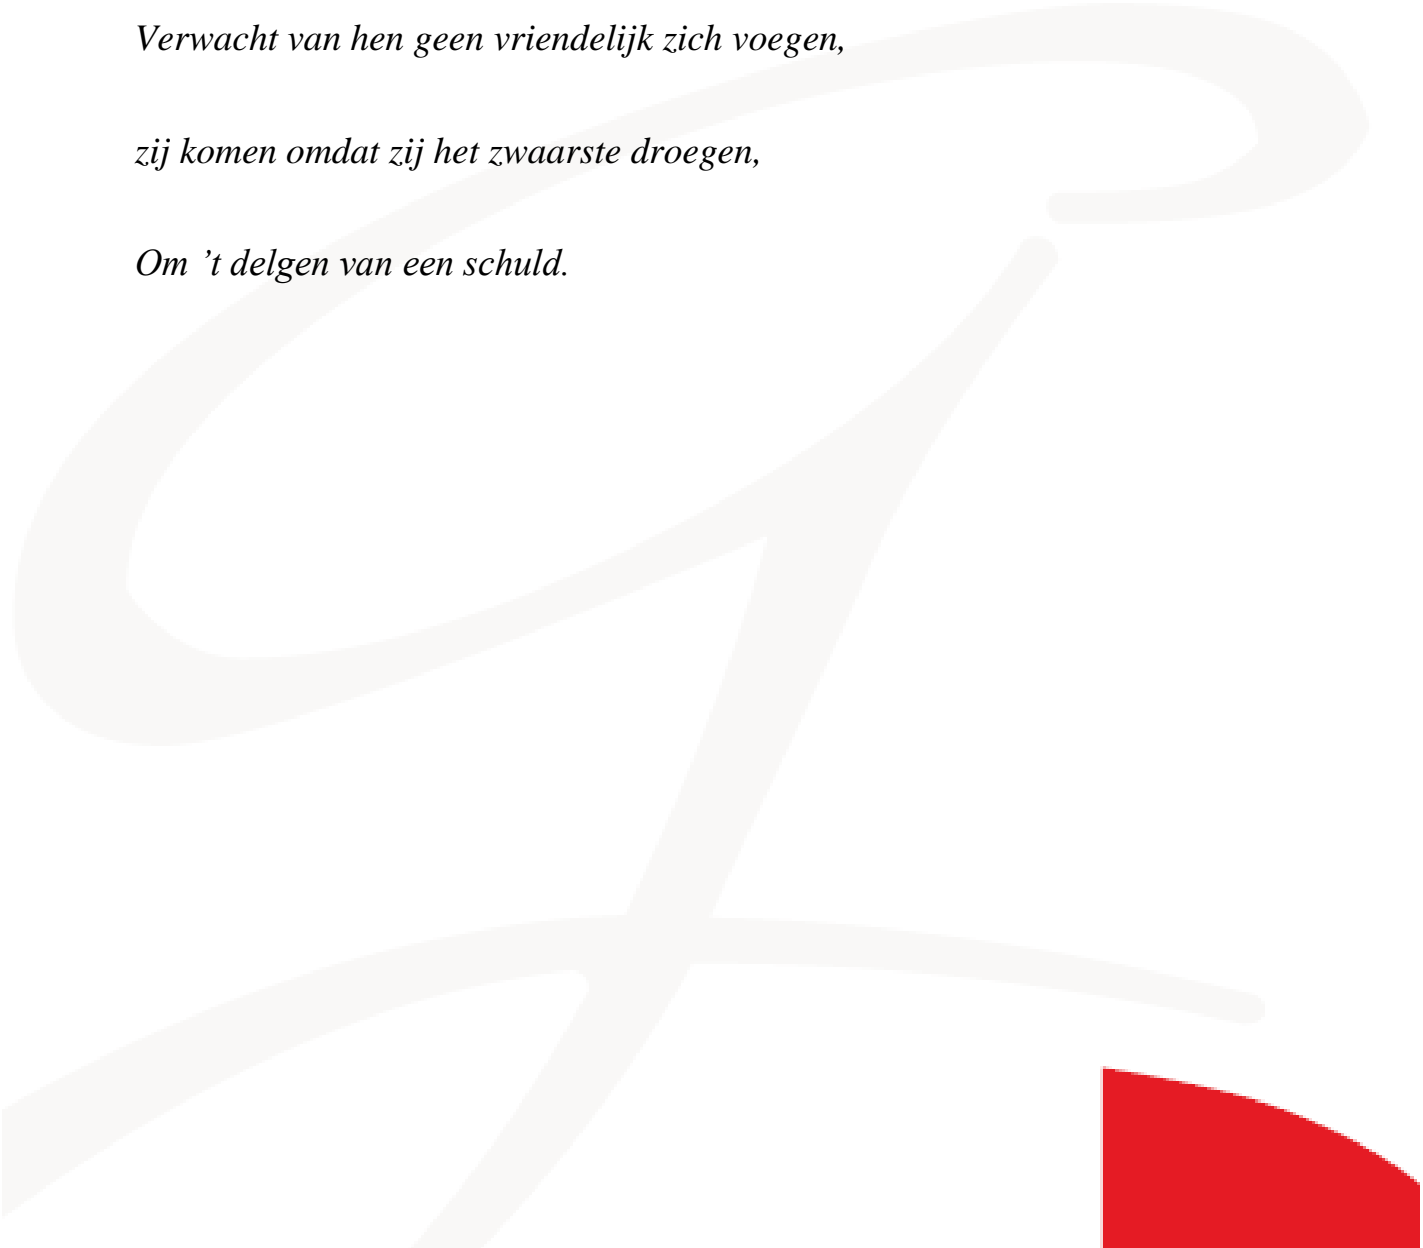 Verwacht van hen geen vriendelijk zich voegen,
zij komen omdat zij het zwaarste droegen,
Om ’t delgen van een schuld.